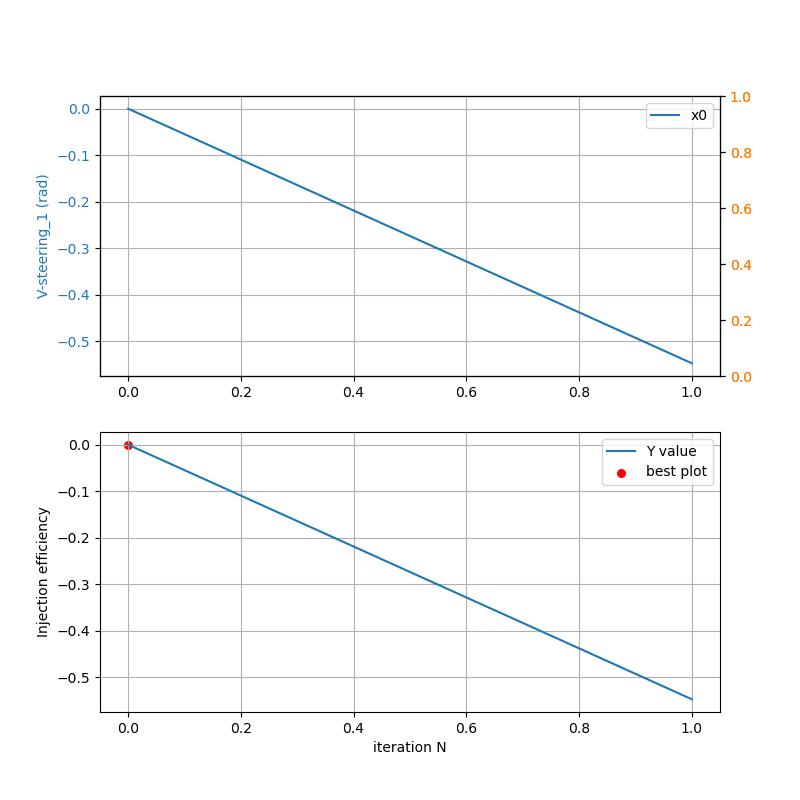 0.0
−0.1
−0.2
−0.3
−0.4
−0.5
V-steering_1 (rad)
x0
1.0
0.8
0.6
0.4
0.2
0.0
0.0 0.2 0.4 0.6 0.8 1.0
0.0
−0.1
−0.2
−0.3
−0.4
−0.5
Injection efficiency
Y value
best plot
0.0 0.2 0.4 0.6 0.8 1.0
iteration N